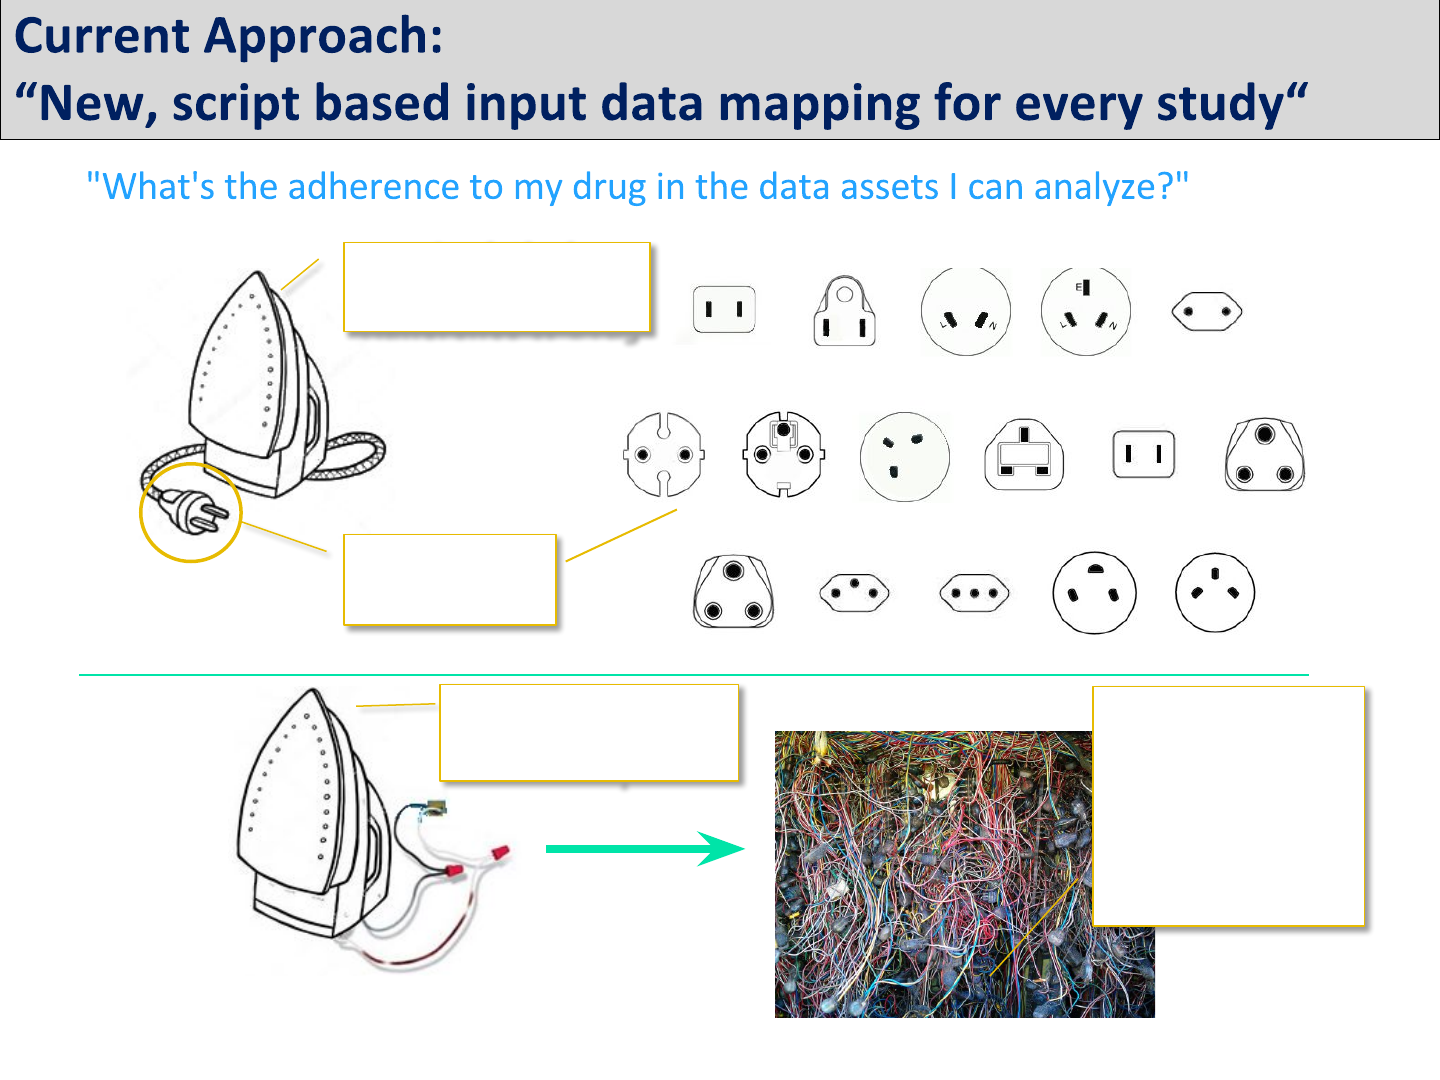 Current Approach:
“New, script based input data mapping for every study“
"What's the adherence to my drug in the data assets I can analyze?"
L N
E
L N